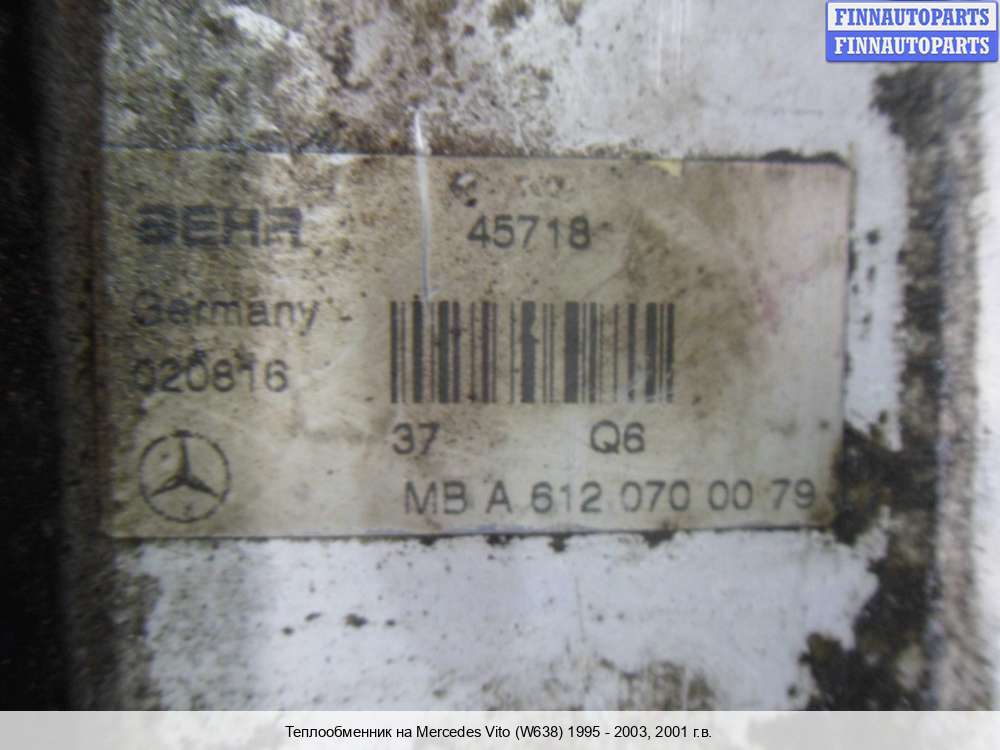 FINNAUTOPARTS
FINNAUTOPARTS
BEHR 45718
Germany
020816
37 Q6
MB A 612 070 00 79
Теплообменник на Mercedes Vito (W638) 1995 - 2003, 2001 г.в.